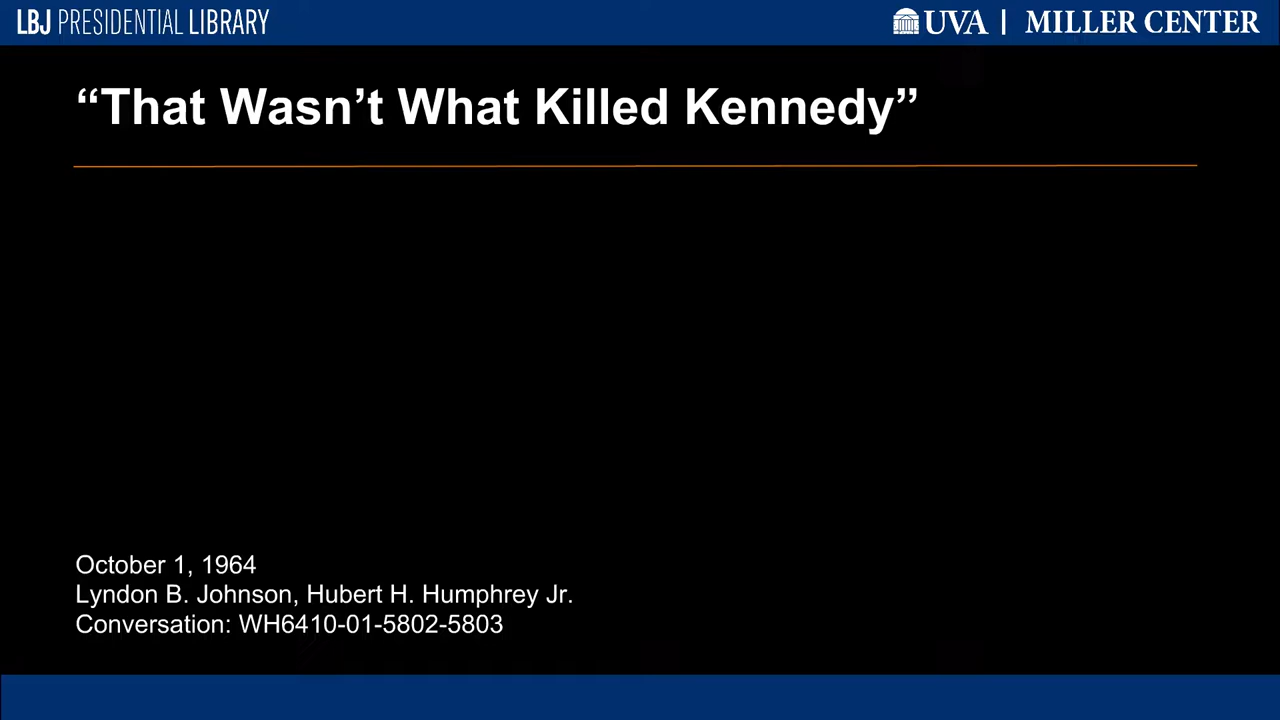 LBJ PRESIDENTIAL LIBRARY
UVA | MILLER CENTER
“That Wasn’t What Killed Kennedy”
October 1, 1964
Lyndon B. Johnson, Hubert H. Humphrey Jr.
Conversation: WH6410-01-5802-5803